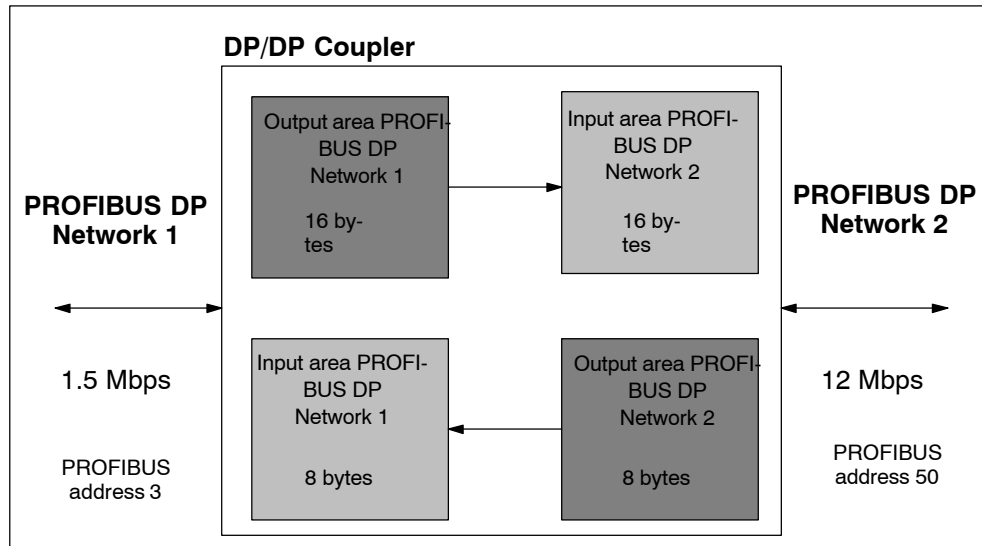 DP/DP Coupler
Output area PROFI-
BUS DP
Network 1
16 by-
tes
Input area PROFI-
BUS DP
Network 2
16 by-
tes
PROFIBUS DP
Network 1
PROFIBUS DP
Network 2
Input area PROFI-
BUS DP
Network 1
8 bytes
Output area PROFI-
BUS DP
Network 2
8 bytes
1.5 Mbps
12 Mbps
PROFIBUS
address 3
PROFIBUS
address 50